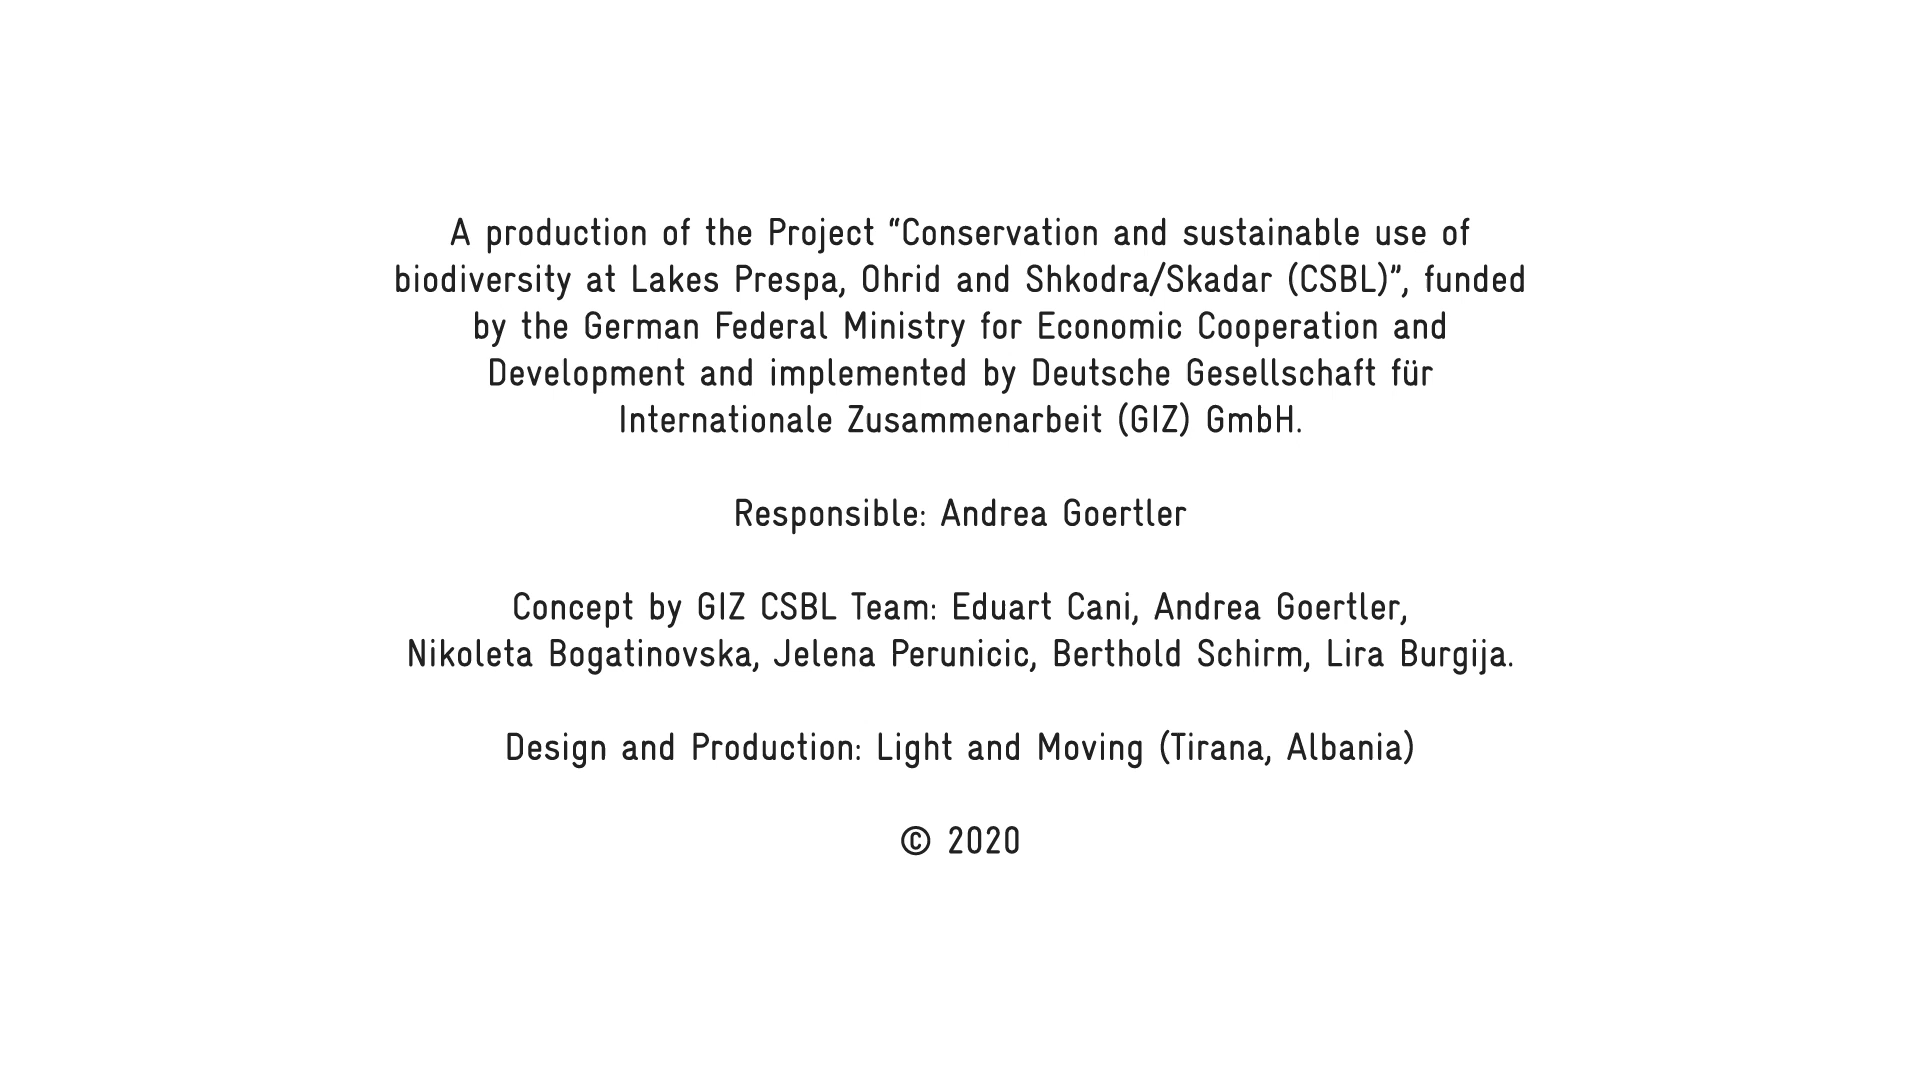 A production of the Project “Conservation and sustainable use of
biodiversity at Lakes Prespa, Ohrid and Shkodra/Skadar (CSBL)”, funded
by the German Federal Ministry for Economic Cooperation and
Development and implemented by Deutsche Gesellschaft für
Internationale Zusammenarbeit (GIZ) GmbH.
Responsible: Andrea Goertler
Concept by GIZ CSBL Team: Eduart Cani, Andrea Goertler,
Nikoleta Bogatinovska, Jelena Perunicic, Berthold Schirm, Lira Burgija.
Design and Production: Light and Moving (Tirana, Albania)
© 2020